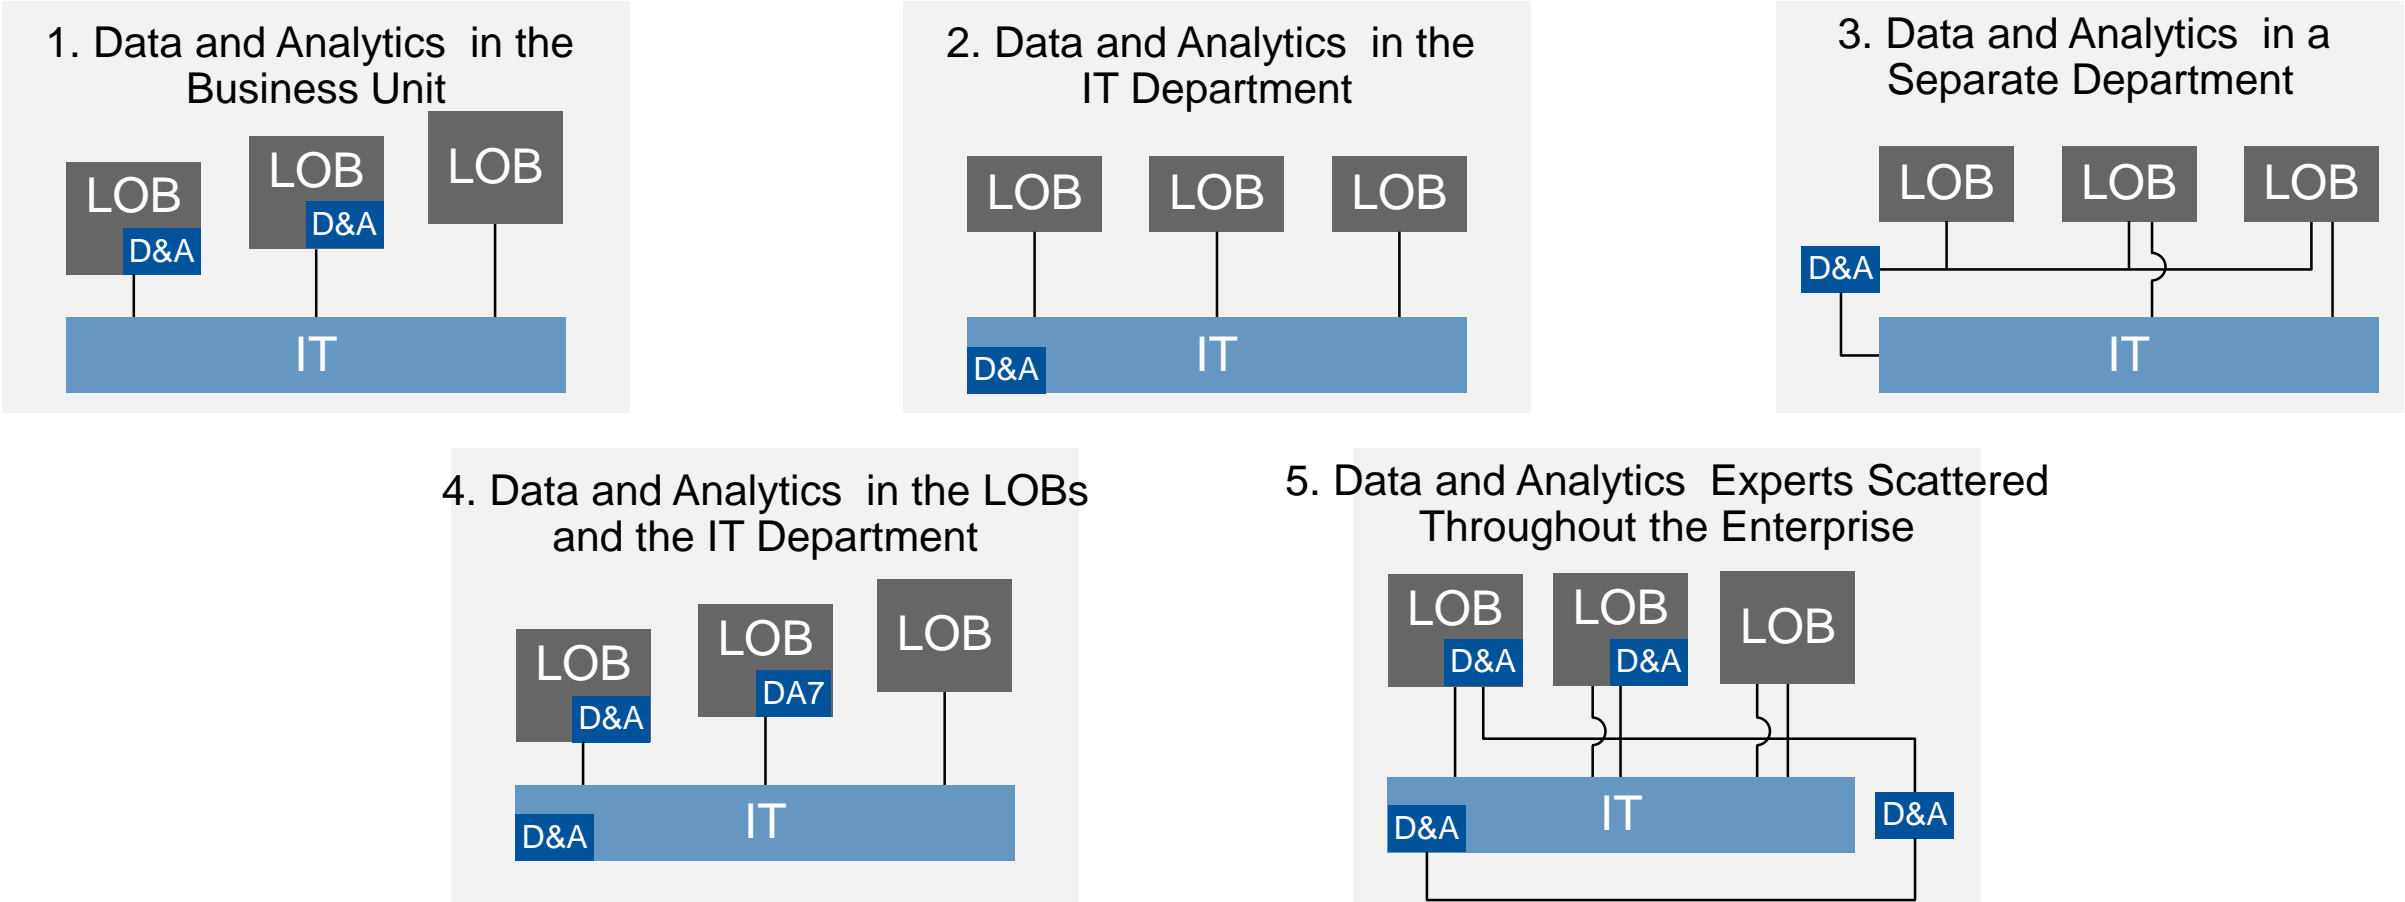 1. Data and Analytics  in the
Business Unit
LOB
D&A
LOB
D&A
LOB
IT
2. Data and Analytics  in the
IT Department
LOB
LOB
LOB
D&A
IT
3. Data and Analytics  in a
Separate Department
LOB
LOB
LOB
D&A
IT
4. Data and Analytics  in the LOBs
and the IT Department
LOB
D&A
LOB
DA7
LOB
D&A
IT
5. Data and Analytics  Experts Scattered
Throughout the Enterprise
LOB
D&A
LOB
D&A
LOB
D&A
IT
D&A